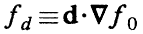 f_d ≡ d·∇f_0